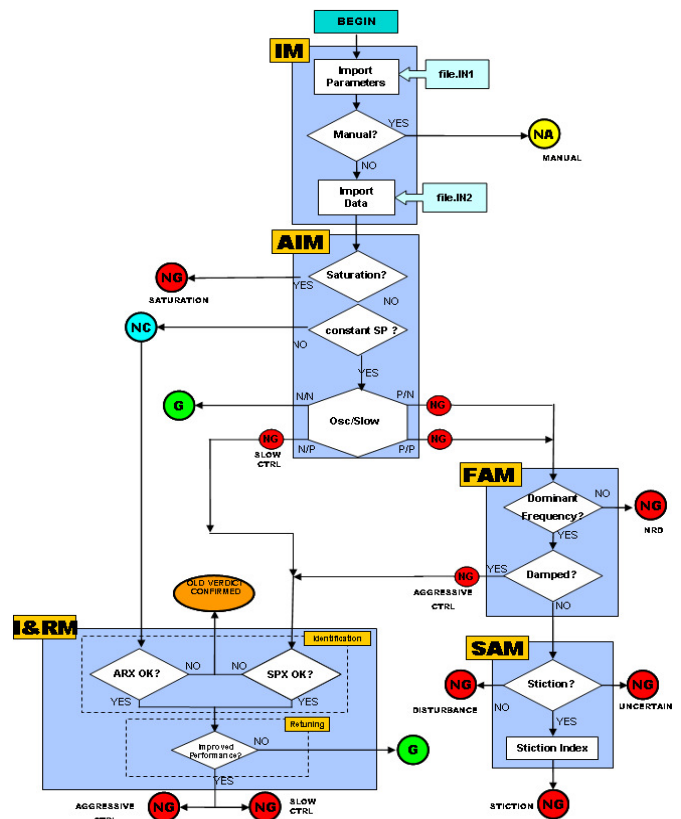 BEGIN
IM
Import
Parameters
file.IN1
YES
Manual?
NA
MANUAL
NO
Import
Data
file.IN2
AIM
Saturation?
NG
YES
SATURATION
NO
NC
constant SP ?
NO
YES
N/N
P/N
NG
G
Osc/Slow
NG
N/P
P/P
NG
SLOW
CTRL
FAM
Dominant
Frequency?
NO
NG
NRD
YES
YES
Damped?
NG
AGGRESSIVE
CTRL
NO
OLD VERDICT
CONFIRMED
I&RM
Identification
SAM
ARX OK?
NO
NO
SPX OK?
Stiction?
NG
NG
DISTURBANCE
NO
UNCERTAIN
YES
YES
YES
Retuning
Stiction Index
Improved
Performance?
NO
G
YES
AGGRESSIVE
CTRL
NG
NG
SLOW
CTRL
STICTION
NG